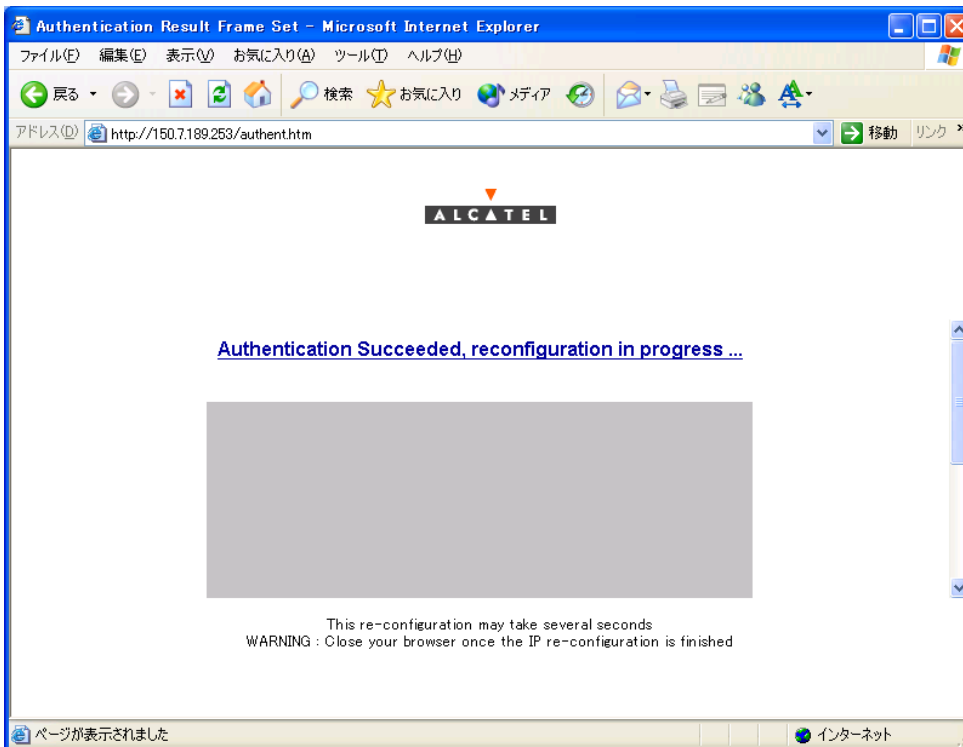 Authentication Result Frame Set - Microsoft Internet Explorer
ファイル(F) 編集(E) 表示(V) お気に入り(A) ツール(T) ヘルプ(H)
戻る 検索 お気に入り メディア
アドレス(D) http://150.7.189.253/authent.htm 移動 リンク »
ALCATEL
Authentication Succeeded, reconfiguration in progress ...
This re-configuration may take several seconds
WARNING : Close your browser once the IP re-configuration is finished
ページが表示されました インターネット